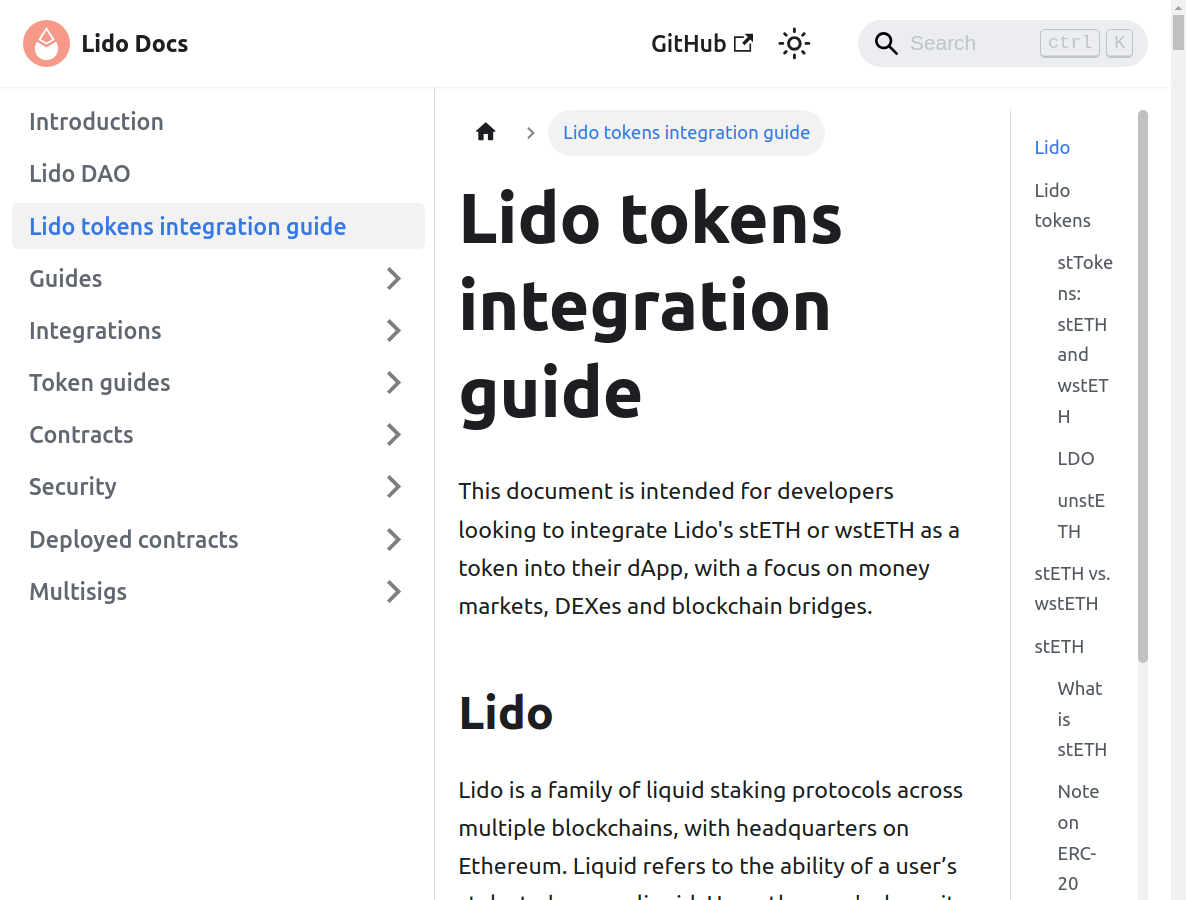 Lido Docs
GitHub
Search
ctrl K
Introduction
Lido DAO
Lido tokens integration guide
Guides
Integrations
Token guides
Contracts
Security
Deployed contracts
Multisigs
Lido tokens integration guide
Lido tokens
integration
guide
This document is intended for developers
looking to integrate Lido's stETH or wstETH as a
token into their dApp, with a focus on money
markets, DEXes and blockchain bridges.
Lido
Lido is a family of liquid staking protocols across
multiple blockchains, with headquarters on
Ethereum. Liquid refers to the ability of a user’s
Lido
Lido
tokens
stToke
ns:
stETH
and
wstET
H
LDO
unstE
TH
stETH vs.
wstETH
stETH
What
is
stETH
Note
on
ERC-
20